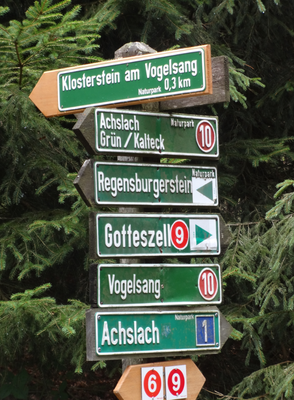 Klosterstein am Vogelsang
Naturpark 0,3 km
Achslach Naturpark 10
Grün / Kalteck
Naturpark
Regensburgerstein
Gotteszell 9
Vogelsang 10
Naturpark
Achslach 1
6 9